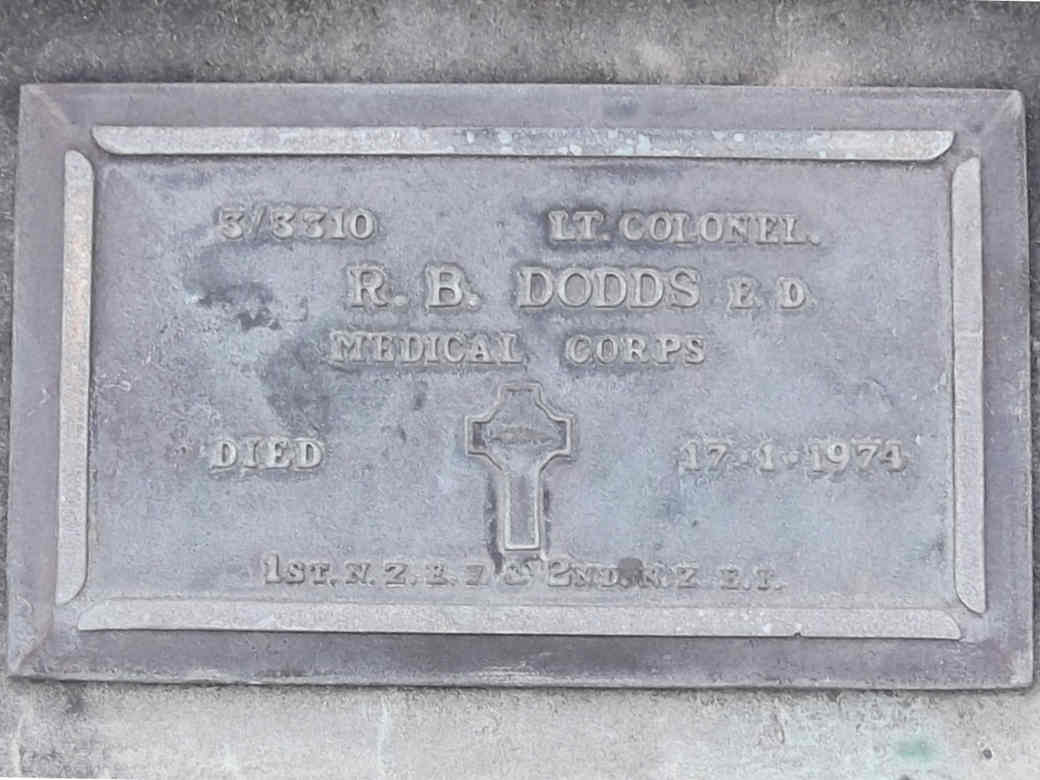 3/3310 LT. COLONEL.
R. B. DODDS E D
MEDICAL CORPS
DIED 17·1·1974
1ST. N.Z.E.F & 2ND. N.Z E.F.